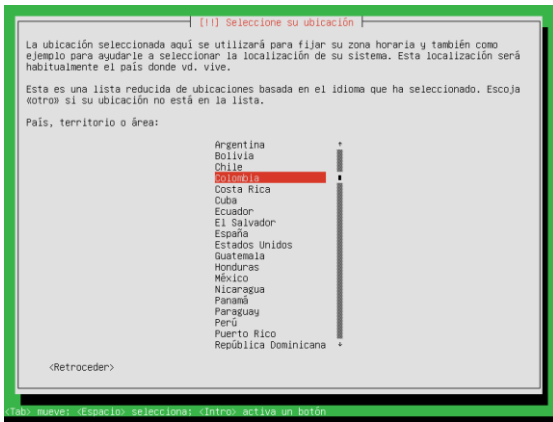 [!!] Seleccione su ubicación
La ubicación seleccionada aquí se utilizará para fijar su zona horaria y también como
ejemplo para ayudarle a seleccionar la localización de su sistema. Esta localización será
habitualmente el país donde vd. vive.
Esta es una lista reducida de ubicaciones basada en el idioma que ha seleccionado. Escoja
«otro» si su ubicación no está en la lista.
País, territorio o área:
Argentina
Bolivia
Chile
Colombia
Costa Rica
Cuba
Ecuador
El Salvador
España
Estados Unidos
Guatemala
Honduras
México
Nicaragua
Panamá
Paraguay
Perú
Puerto Rico
República Dominicana
<Retroceder>
<Tab> mueve; <Espacio> selecciona; <Intro> activa un botón